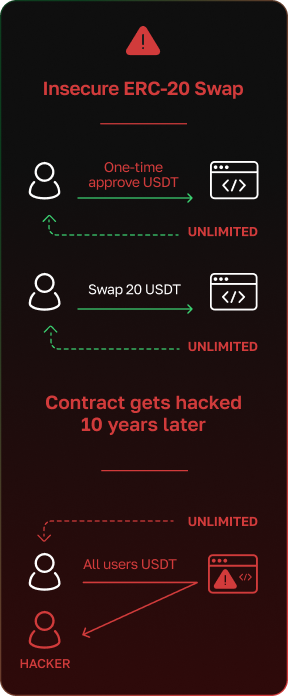 Insecure ERC-20 Swap
One-time
approve USDT
</>
UNLIMITED
Swap 20 USDT
</>
UNLIMITED
Contract gets hacked
10 years later
UNLIMITED
All users USDT
</>
HACKER